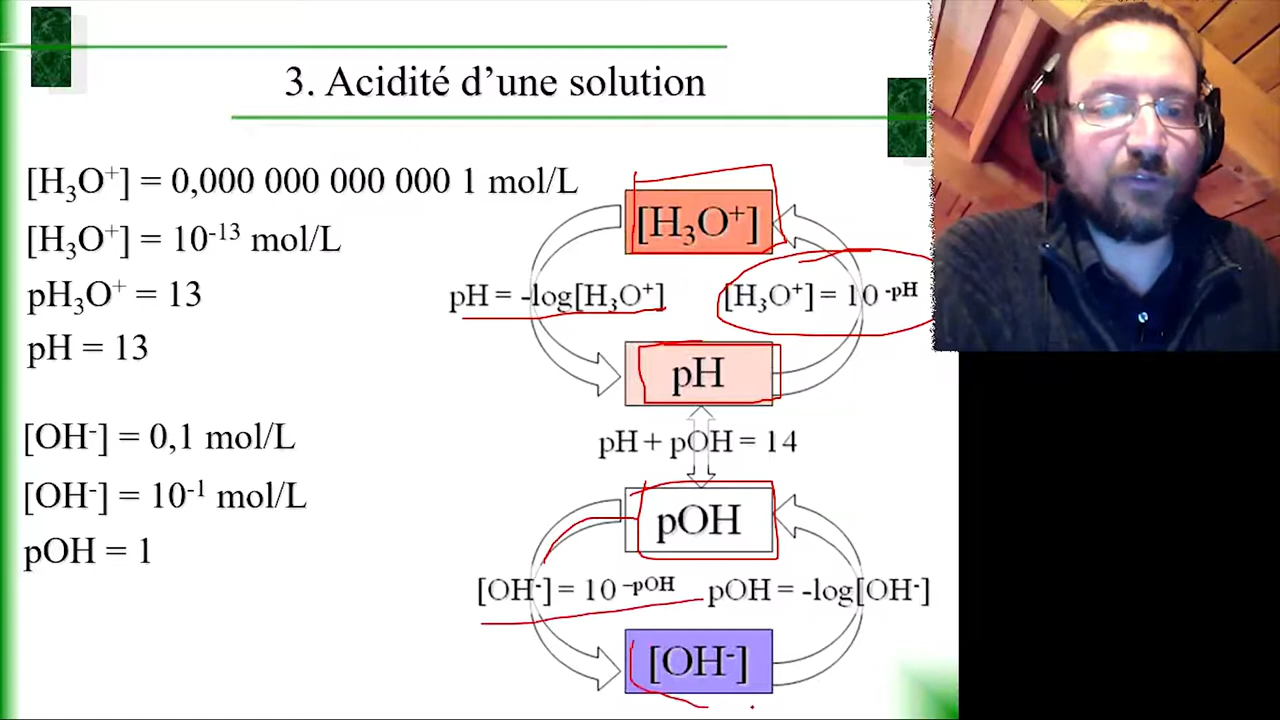 3. Acidité d’une solution
[H₃O⁺] = 0,000 000 000 000 1 mol/L
[H₃O⁺] = 10⁻¹³ mol/L
pH₃O⁺ = 13
pH = 13
[OH⁻] = 0,1 mol/L
[OH⁻] = 10⁻¹ mol/L
pOH = 1
[H₃O⁺]
pH = -log[H₃O⁺]
[H₃O⁺] = 10 ⁻ᵖᴴ
pH
pH + pOH = 14
pOH
[OH⁻] = 10 ⁻ᵖᴼᴴ
pOH = -log[OH⁻]
[OH⁻]